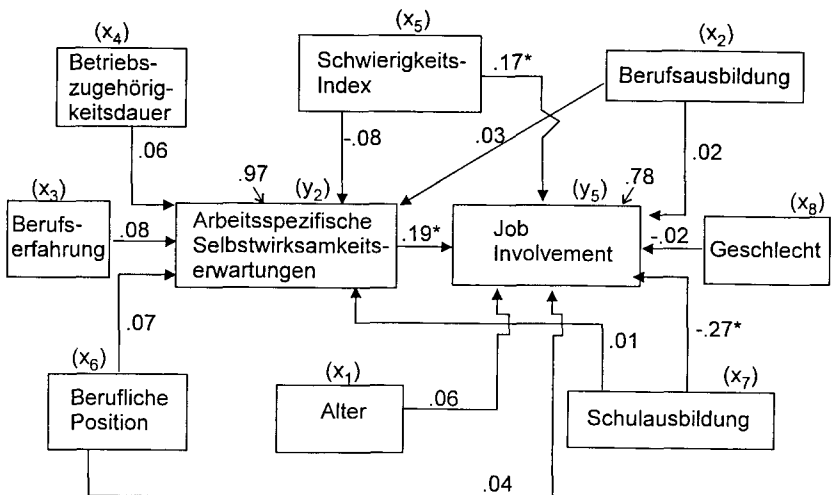 (x5)
(x4)
(x2)
Betriebs-
zugehörig-
keitsdauer
Schwierigkeits-
Index
.17*
Berufsausbildung
-.08
.03
.06
.02
.97
(y2)
(y5)
.78
(x3)
(x8)
Berufs-
erfahrung
.08
Arbeitsspezifische
Selbstwirksamkeits-
erwartungen
.19*
Job
Involvement
-.02
Geschlecht
.07
.01
-.27*
(x6)
(x1)
(x7)
Berufliche
Position
Alter
.06
Schulausbildung
.04